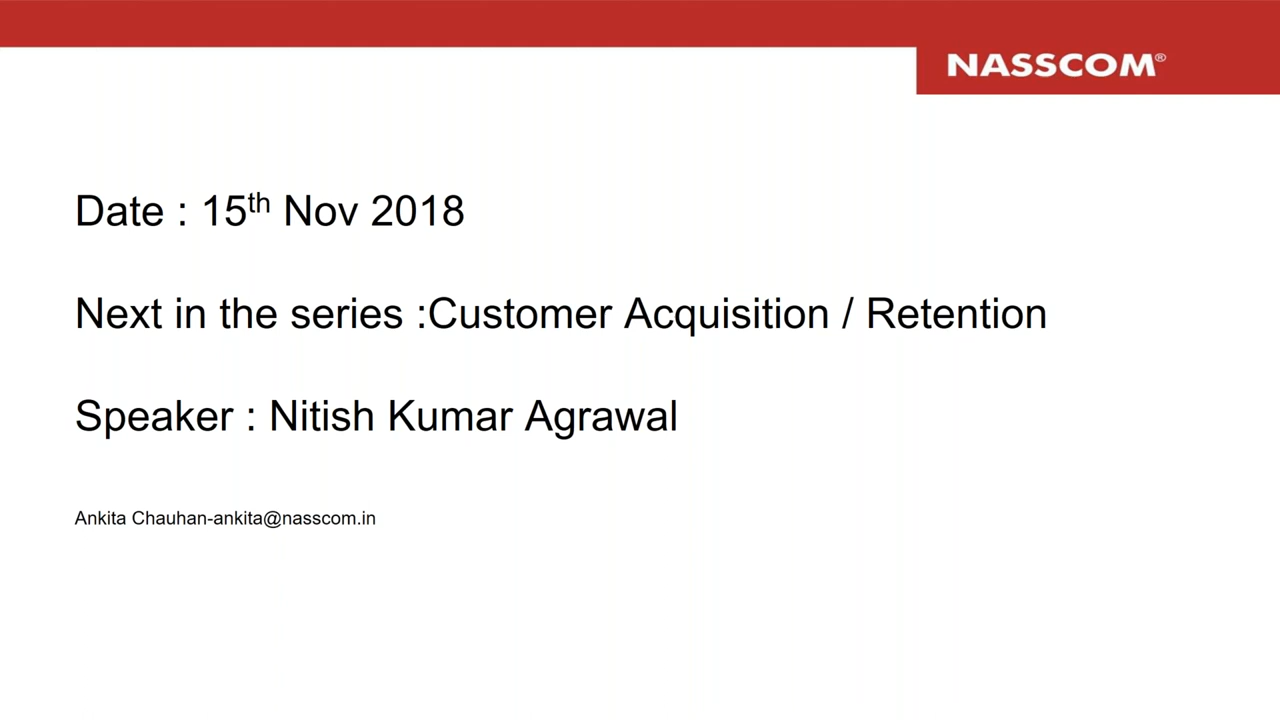 NASSCOM®
Date : 15th Nov 2018
Next in the series :Customer Acquisition / Retention
Speaker : Nitish Kumar Agrawal
Ankita Chauhan-ankita@nasscom.in